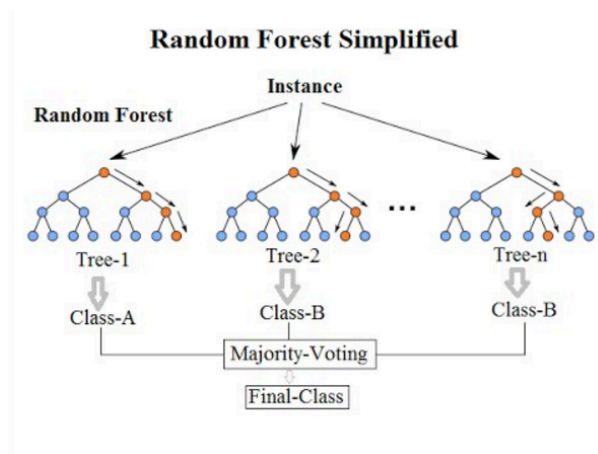 Random Forest Simplified
Instance
Random Forest
...
Tree-1
Tree-2
Tree-n
Class-A
Class-B
Class-B
Majority-Voting
Final-Class